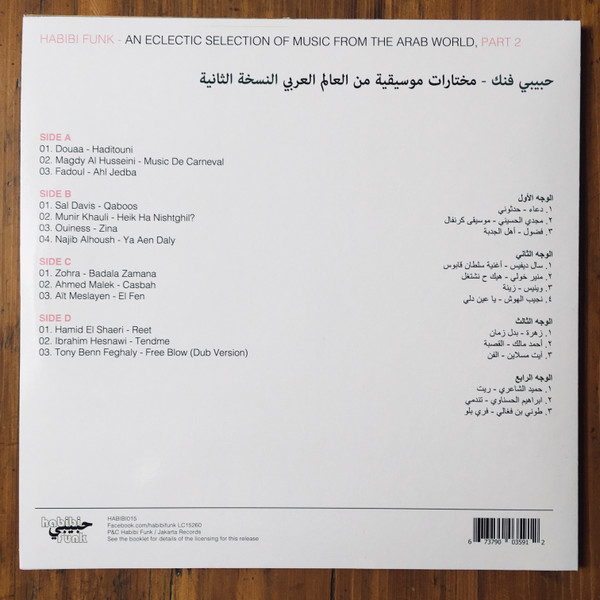 HABIBI FUNK - AN ECLECTIC SELECTION OF MUSIC FROM THE ARAB WORLD, PART 2
حبيبي فنك - مختارات موسيقية من العالم العربي النسخة الثانية
SIDE A
01. Douaa - Haditouni
02. Magdy Al Husseini - Music De Carneval
03. Fadoul - Ahl Jedba
SIDE B
01. Sal Davis - Qaboos
02. Munir Khauli - Heik Ha Nishtghil?
03. Ouiness - Zina
04. Najib Alhoush - Ya Aen Daly
SIDE C
01. Zohra - Badala Zamana
02. Ahmed Malek - Casbah
03. Aït Meslayen - El Fen
SIDE D
01. Hamid El Shaeri - Reet
02. Ibrahim Hesnawi - Tendme
03. Tony Benn Feghaly - Free Blow (Dub Version)
الوجه الأول
١. دعاء - حدثوني
٢. مجدي الحسيني - موسيقى كرنفال
٣. فضول - أهل الجدبة
الوجه الثاني
١. سال ديفيس - أغنية سلطان قابوس
٢. منير خولي - هيك ح نشتغل
٣. وينيس - زينة
٤. نجيب الهوش - يا عين دلي
الوجه الثالث
١. زهرة - بدل زمان
٢. أحمد مالك - القصبة
٣. آيت مسلاين - الفن
الوجه الرابع
١. حميد الشاعري - ريت
٢. ابراهيم الحسناوي - تندمي
٣. طوني بن فغالي - فري بلو
habibi
حبيبي
funk
HABIBI015
Facebook.com/habibifunk LC15260
P&C Habibi Funk / Jakarta Records
See the booklet for details of the licensing for this release
6 73790 03591 2